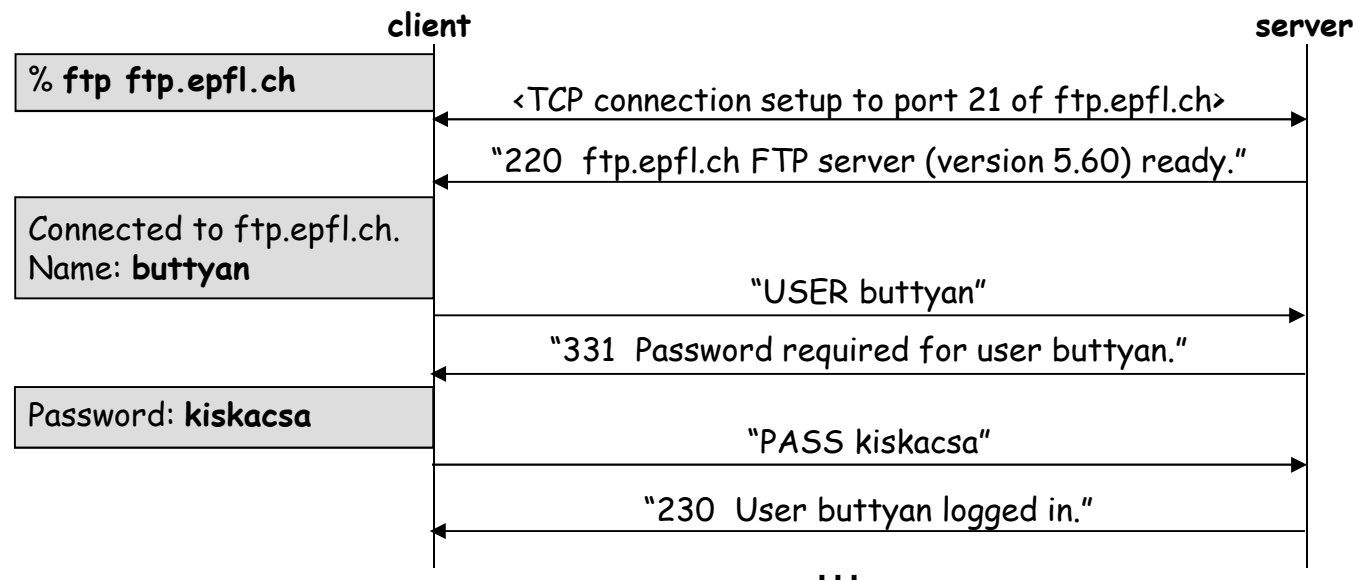 client
server
% ftp ftp.epfl.ch
<TCP connection setup to port 21 of ftp.epfl.ch>
“220 ftp.epfl.ch FTP server (version 5.60) ready.”
Connected to ftp.epfl.ch.
Name: buttyan
“USER buttyan”
“331 Password required for user buttyan.”
Password: kiskacsa
“PASS kiskacsa”
“230 User buttyan logged in.”
...